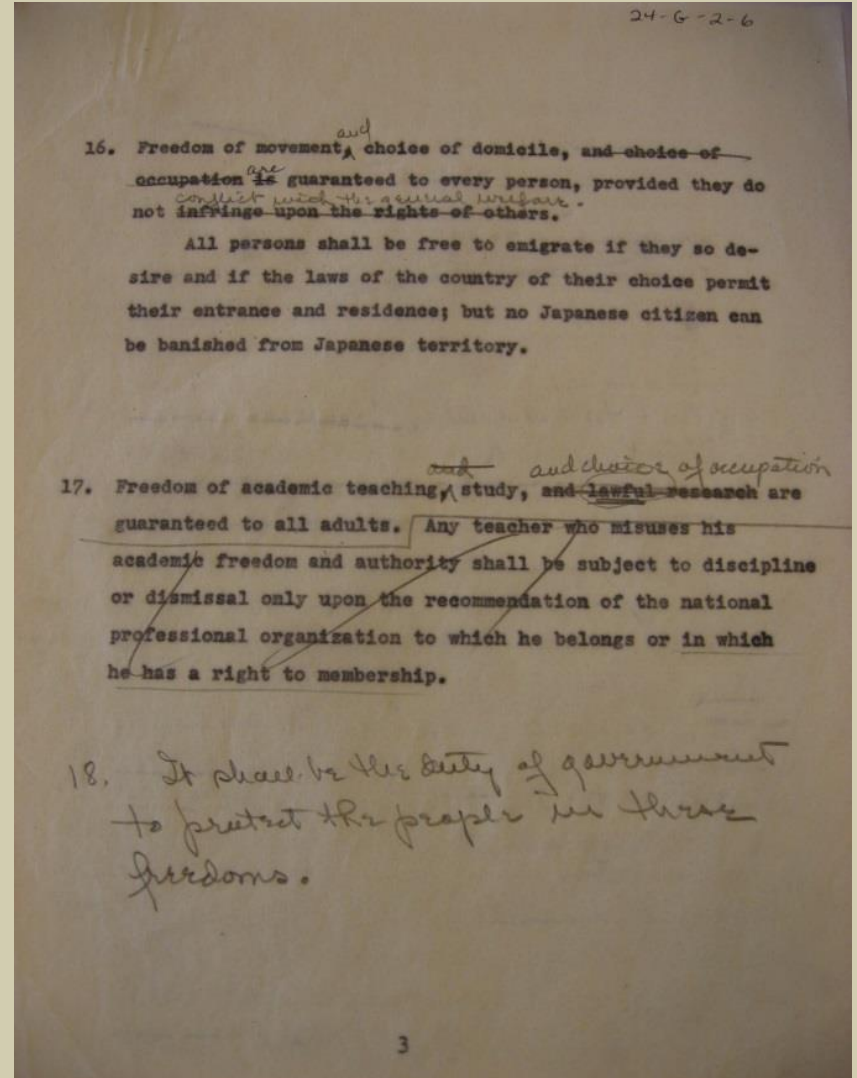 24-G-2-6
and
16. Freedom of movement, choice of domicile, and choice of
are
occupation is guaranteed to every person, provided they do
conflict with the general welfare.
not infringe upon the rights of others.
All persons shall be free to emigrate if they so de-
sire and if the laws of the country of their choice permit
their entrance and residence; but no Japanese citizen can
be banished from Japanese territory.
and and choice of occupation
17. Freedom of academic teaching, study, and lawful research are
guaranteed to all adults. Any teacher who misuses his
academic freedom and authority shall be subject to discipline
or dismissal only upon the recommendation of the national
professional organization to which he belongs or in which
he has a right to membership.
18. It shall be the duty of government
to protect the people in these
freedoms.
3